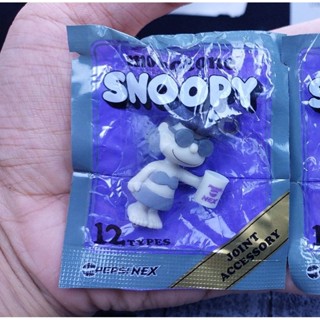 SNOOPY
12 TYPES
JOINT
ACCESSORY
PEPSI NEX